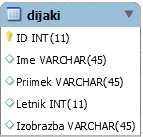 dijaki
ID INT(11)
Ime VARCHAR(45)
Priimek VARCHAR(45)
Letnik INT(11)
Izobrazba VARCHAR(45)